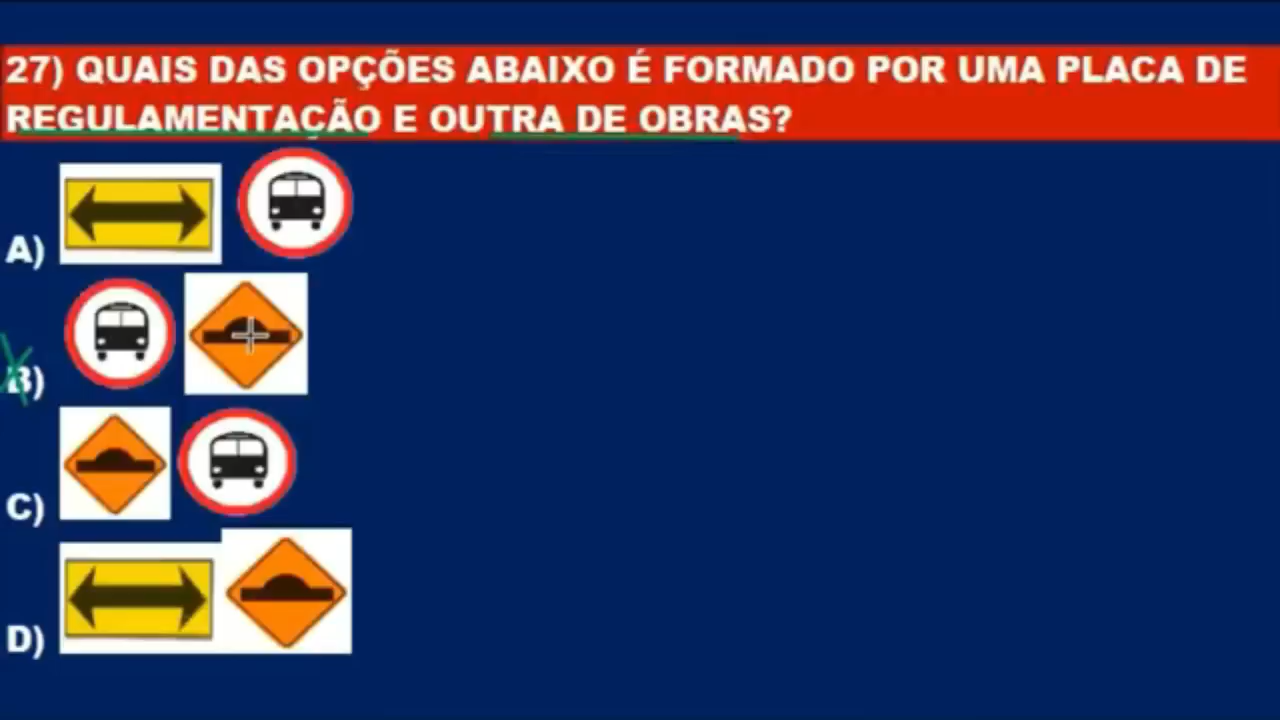 27) QUAIS DAS OPÇÕES ABAIXO É FORMADO POR UMA PLACA DE
REGULAMENTAÇÃO E OUTRA DE OBRAS?
A)
B)
C)
D)